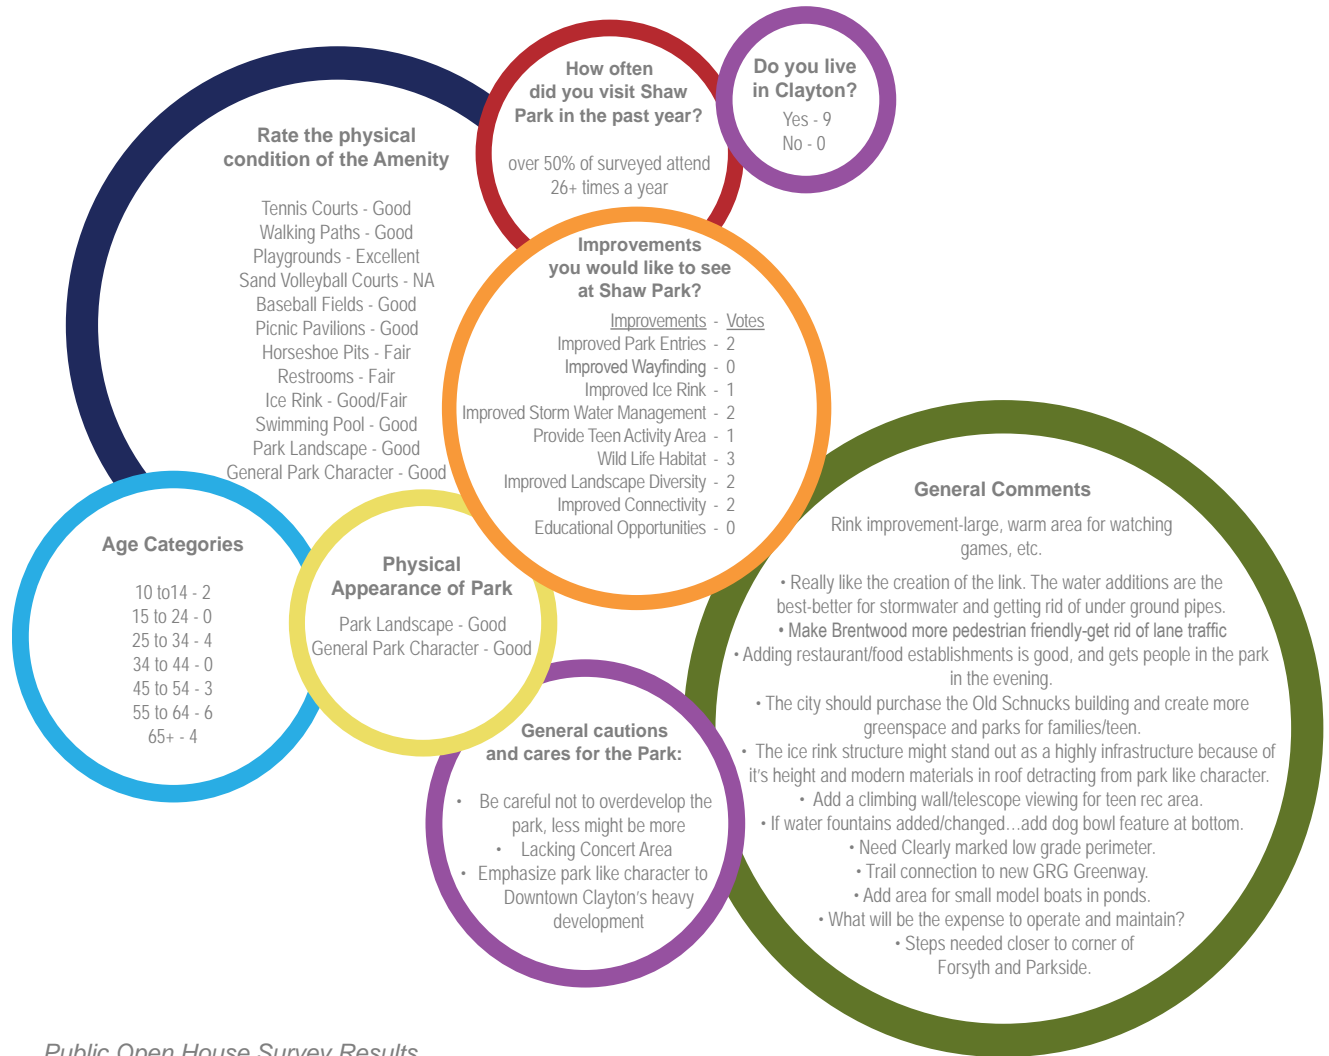 Rate the physical
condition of the Amenity
Tennis Courts - Good
Walking Paths - Good
Playgrounds - Excellent
Sand Volleyball Courts - NA
Baseball Fields - Good
Picnic Pavilions - Good
Horseshoe Pits - Fair
Restrooms - Fair
Ice Rink - Good/Fair
Swimming Pool - Good
Park Landscape - Good
General Park Character - Good
How often
did you visit Shaw
Park in the past year?
over 50% of surveyed attend
26+ times a year
Do you live
in Clayton?
Yes - 9
No - 0
Improvements
you would like to see
at Shaw Park?
Improvements - Votes
Improved Park Entries - 2
Improved Wayfinding - 0
Improved Ice Rink - 1
Improved Storm Water Management - 2
Provide Teen Activity Area - 1
Wild Life Habitat - 3
Improved Landscape Diversity - 2
Improved Connectivity - 2
Educational Opportunities - 0
Age Categories
10 to14 - 2
15 to 24 - 0
25 to 34 - 4
34 to 44 - 0
45 to 54 - 3
55 to 64 - 6
65+ - 4
Physical
Appearance of Park
Park Landscape - Good
General Park Character - Good
General cautions
and cares for the Park:
• Be careful not to overdevelop the
park, less might be more
• Lacking Concert Area
• Emphasize park like character to
Downtown Clayton's heavy
development
General Comments
Rink improvement-large, warm area for watching
games, etc.
• Really like the creation of the link. The water additions are the
best-better for stormwater and getting rid of under ground pipes.
• Make Brentwood more pedestrian friendly-get rid of lane traffic
• Adding restaurant/food establishments is good, and gets people in the park
in the evening.
• The city should purchase the Old Schnucks building and create more
greenspace and parks for families/teen.
• The ice rink structure might stand out as a highly infrastructure because of
it's height and modern materials in roof detracting from park like character.
• Add a climbing wall/telescope viewing for teen rec area.
• If water fountains added/changed…add dog bowl feature at bottom.
• Need Clearly marked low grade perimeter.
• Trail connection to new GRG Greenway.
• Add area for small model boats in ponds.
• What will be the expense to operate and maintain?
• Steps needed closer to corner of
Forsyth and Parkside.
Public Open House Survey Results